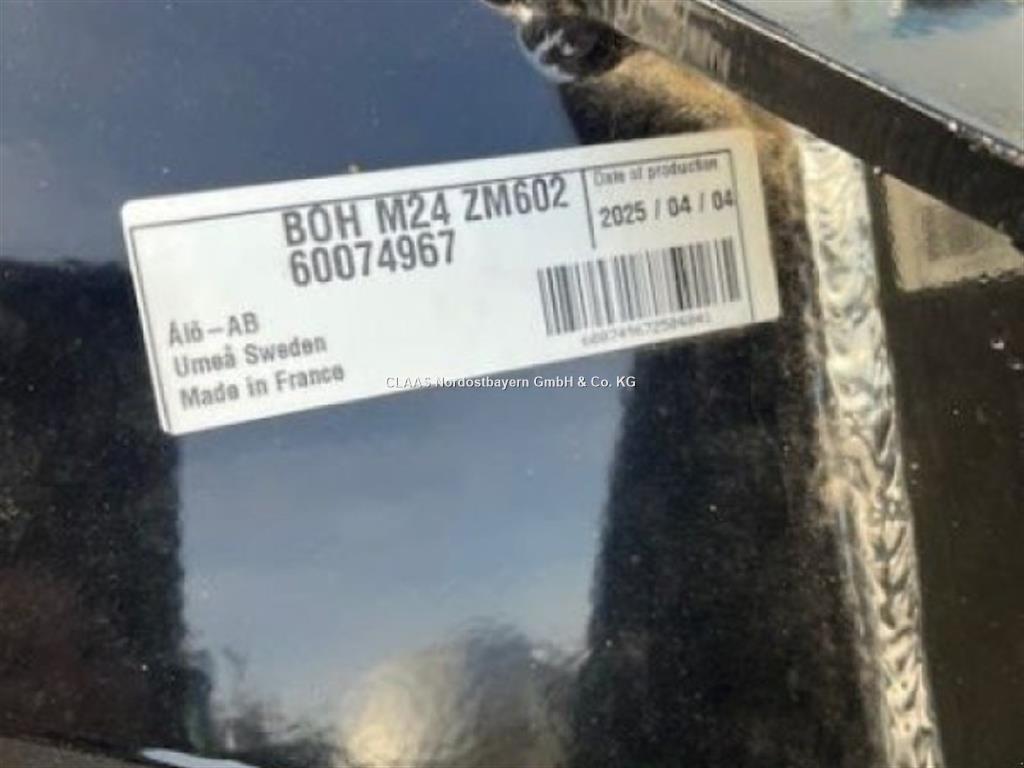 BOH M24 ZM602
60074967
Date of production
2025 / 04 / 04
Ålö-AB
Umeå Sweden
Made in France
CLAAS Nordostbayern GmbH & Co. KG